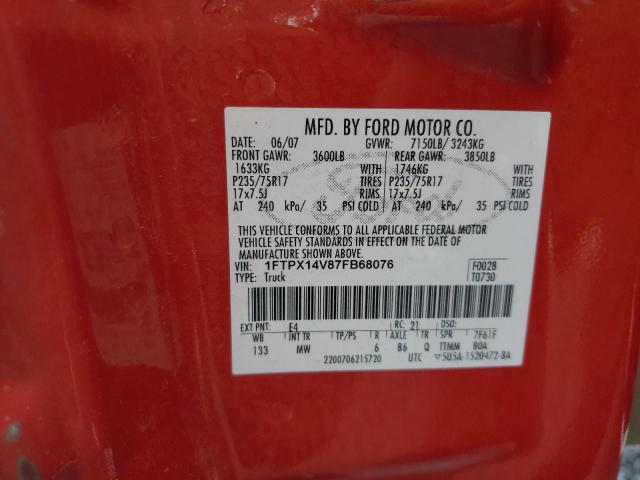 MFD. BY FORD MOTOR CO.
DATE: 06/07 GVWR: 7150LB/ 3243KG
FRONT GAWR: 3600LB REAR GAWR: 3850LB
1633KG WITH 1746KG WITH
P235/75R17 TIRES P235/75R17 TIRES
17x7.5J RIMS 17x7.5J RIMS
AT 240 kPa/ 35 PSI COLD AT 240 kPa/ 35 PSI COLD
THIS VEHICLE CONFORMS TO ALL APPLICABLE FEDERAL MOTOR
VEHICLE SAFETY STANDARDS IN EFFECT ON THE DATE OF
MANUFACTURE SHOWN ABOVE.
VIN: 1FTPX14V87FB68076 F0028
TYPE: Truck T0730
EXT PNT: E4 RC: 21 DSO:
WB INT TR TP/PS R AXLE TR SPR 7F61F
133 MW 6 B6 Q TTMM BOA
2200706215720 UTC 5U5A-1520472-BA